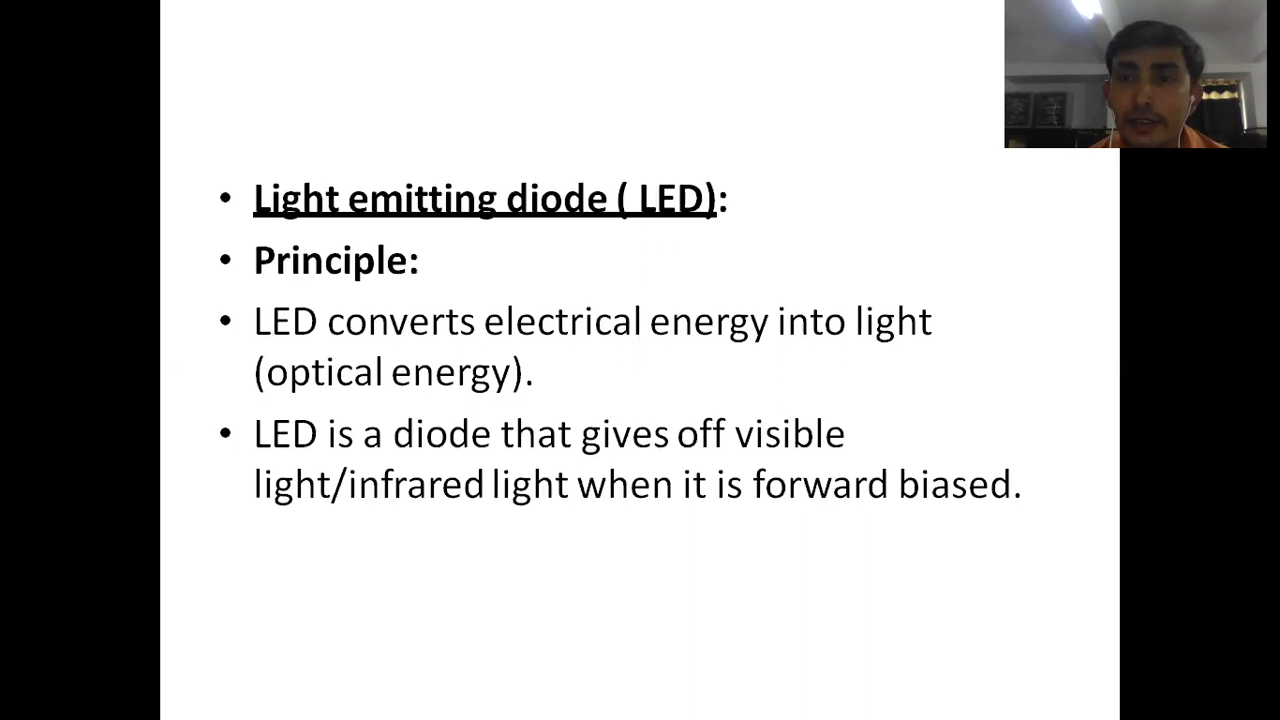 • Light emitting diode ( LED):
• Principle:
• LED converts electrical energy into light
(optical energy).
• LED is a diode that gives off visible
light/infrared light when it is forward biased.